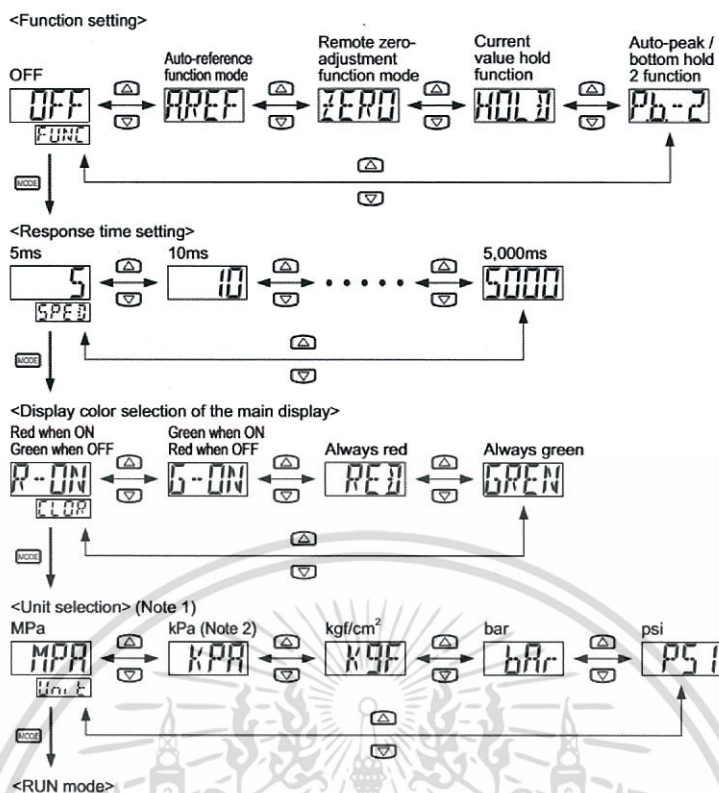 <Function setting>
OFF
Auto-reference
function mode
Remote zero-
adjustment
function mode
Current
value hold
function
Auto-peak /
bottom hold
2 function
OFF
A.REF
ZERO
HOLD
P.b.-2
FUNC
MODE
<Response time setting>
5ms
10ms
5,000ms
5
10
5000
SPED
MODE
<Display color selection of the main display>
Red when ON
Green when OFF
Green when ON
Red when OFF
Always red
Always green
R-ON
G-ON
RED
GREN
CLOR
MODE
<Unit selection> (Note 1)
MPa
kPa (Note 2)
kgf/cm²
bar
psi
MPA
KPA
KGF
bAr
PSI
Unit
MODE
<RUN mode>